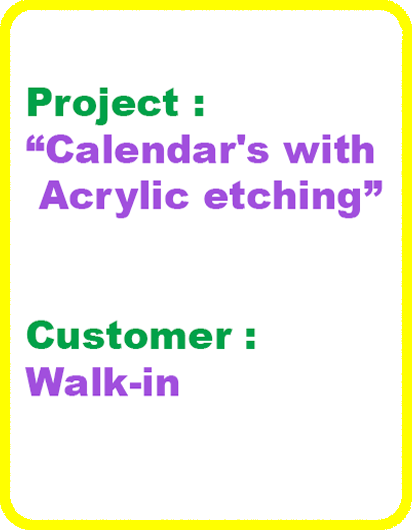 Project :
“Calendar's with
Acrylic etching”
Customer :
Walk-in